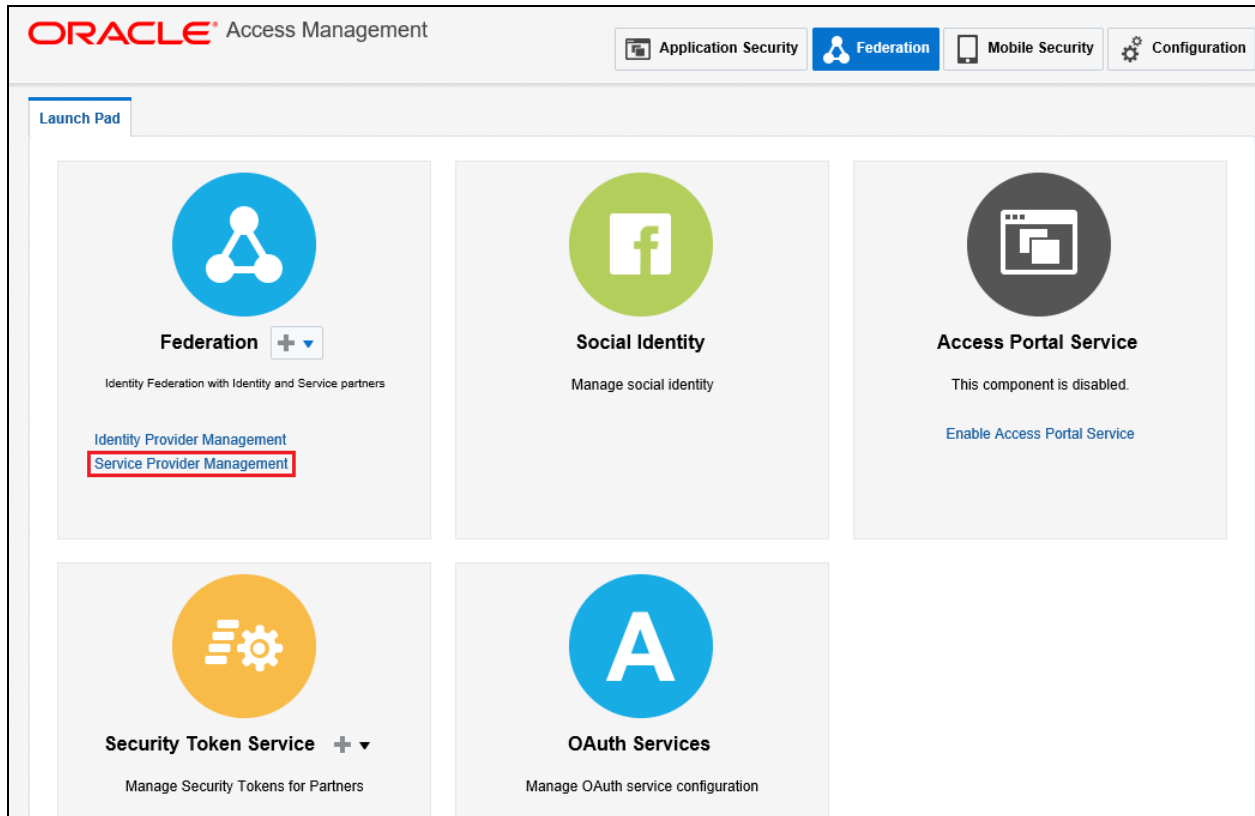 ORACLE® Access Management
Application Security
Federation
Mobile Security
Configuration
Launch Pad
Federation
Identity Federation with Identity and Service partners
Identity Provider Management
Service Provider Management
Social Identity
Manage social identity
Access Portal Service
This component is disabled.
Enable Access Portal Service
Security Token Service
Manage Security Tokens for Partners
A
OAuth Services
Manage OAuth service configuration